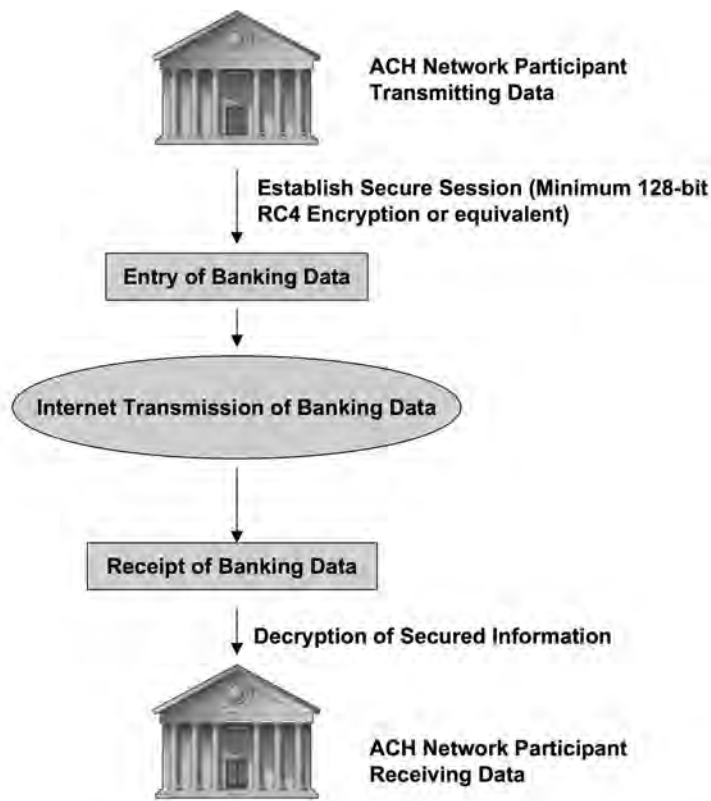 ACH Network Participant
Transmitting Data
Establish Secure Session (Minimum 128-bit
RC4 Encryption or equivalent)
Entry of Banking Data
Internet Transmission of Banking Data
Receipt of Banking Data
Decryption of Secured Information
ACH Network Participant
Receiving Data